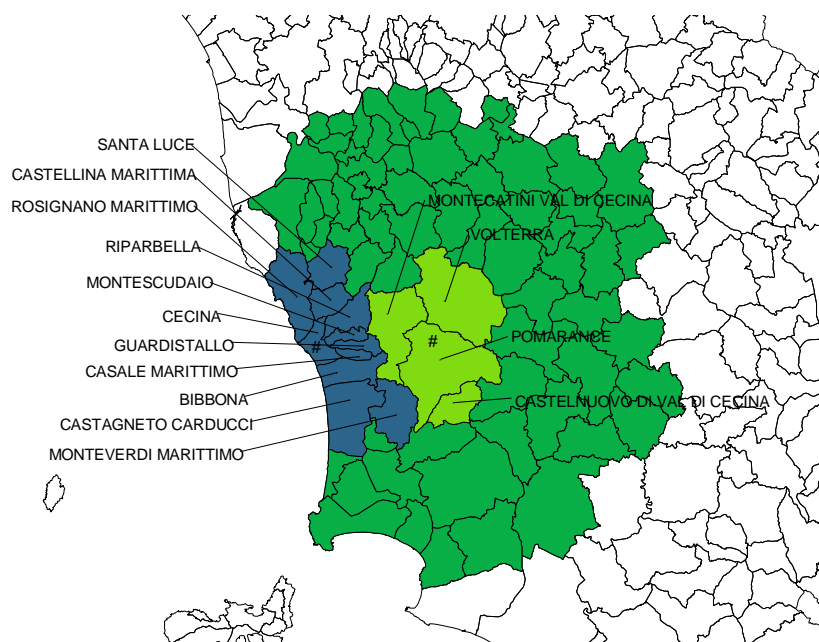 SANTA LUCE
CASTELLINA MARITTIMA
ROSIGNANO MARITTIMO
RIPARBELLA
MONTESCUDAIO
CECINA
GUARDISTALLO
CASALE MARITTIMO
BIBBONA
CASTAGNETO CARDUCCI
MONTEVERDI MARITTIMO
#
MONTECATINI VAL DI CECINA
VOLTERRA
#
POMARANCE
CASTELNUOVO DI VAL DI CECINA